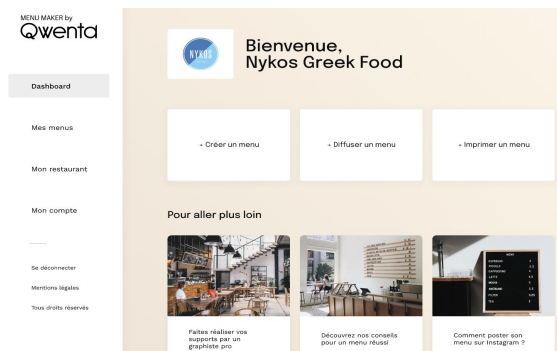 MENU MAKER by
Qwenta
Dashboard
Mes menus
Mon restaurant
Mon compte
Se déconnecter
Mentions légales
Tous droits réservés
NYKOS
Bienvenue,
Nykos Greek Food
+ Créer un menu
+ Diffuser un menu
+ Imprimer un menu
Pour aller plus loin
MENU
Faites réaliser vos
supports par un
graphiste pro
Découvrez nos conseils
pour un menu réussi
Comment poster son
menu sur Instagram ?